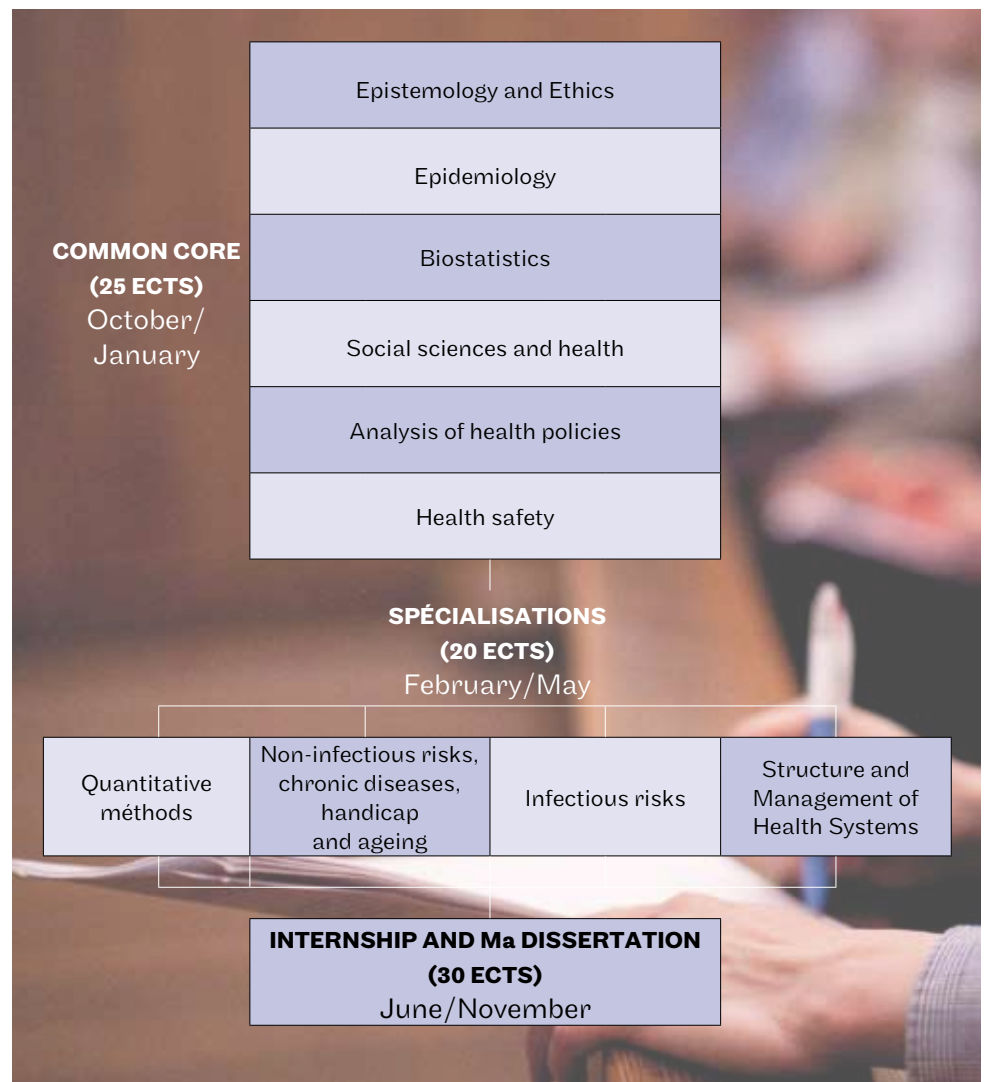 Epistemology and Ethics
Epidemiology
Biostatistics
Social sciences and health
Analysis of health policies
Health safety
COMMON CORE
(25 ECTS)
October/
January
SPÉCIALISATIONS
(20 ECTS)
February/May
Quantitative
méthods
Non-infectious risks,
chronic diseases,
handicap
and ageing
Infectious risks
Structure and
Management of
Health Systems
INTERNSHIP AND Ma DISSERTATION
(30 ECTS)
June/November